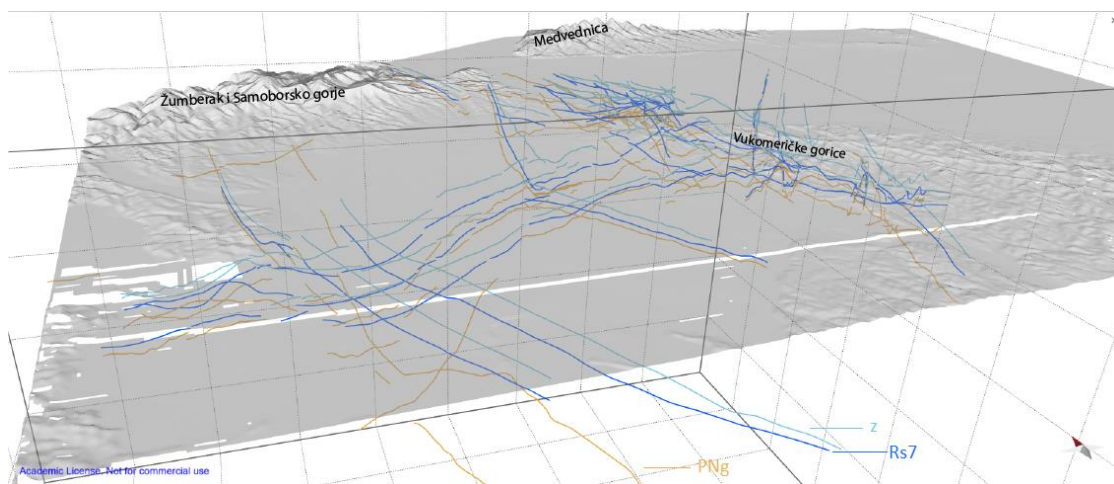 Medvednica
Žumberak i Samoborsko gorje
Vukomeričke gorice
z
Rs7
PNg
Academic License. Not for commercial use